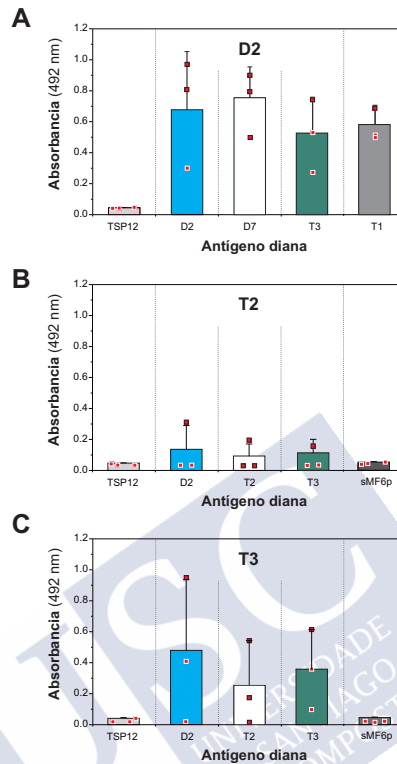 A
D2
Absorbancia (492 nm)
1.2
1.0
0.8
0.6
0.4
0.2
0.0
TSP12 D2 D7 T3 T1
Antígeno diana
B
T2
Absorbancia (492 nm)
1.2
1.0
0.8
0.6
0.4
0.2
0.0
TSP12 D2 T2 T3 sMF6p
Antígeno diana
C
T3
Absorbancia (492 nm)
1.2
1.0
0.8
0.6
0.4
0.2
0.0
TSP12 D2 T2 T3 sMF6p
Antígeno diana
USC
UNIVERSIDADE
SANTIAGO